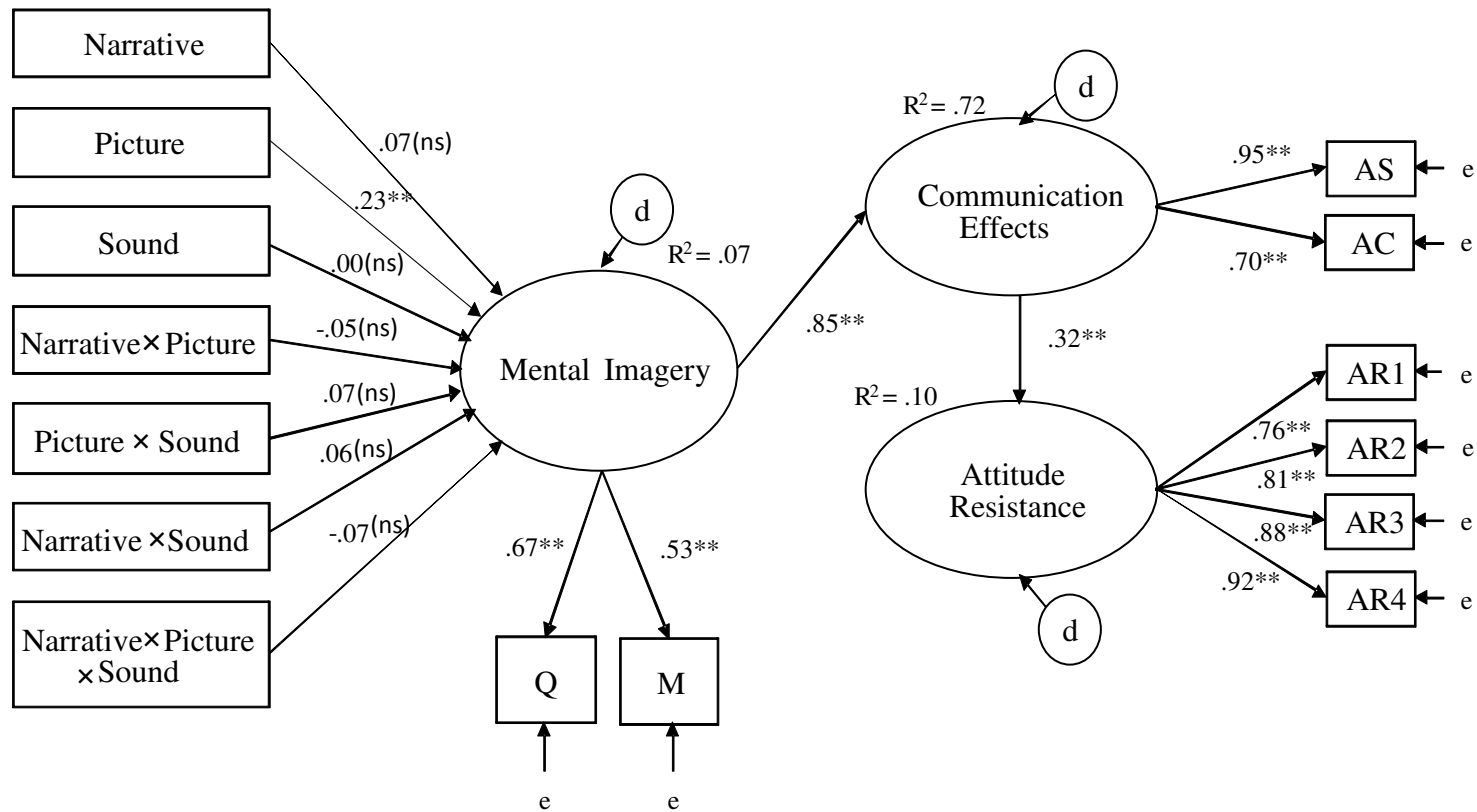 Narrative
Picture
Sound
Narrative×Picture
Picture × Sound
Narrative ×Sound
Narrative×Picture
×Sound
.07(ns)
.23**
.00(ns)
-.05(ns)
.07(ns)
.06(ns)
-.07(ns)
d
R² = .07
Mental Imagery
.67**
.53**
Q
M
e
e
.85**
d
R² = .72
Communication
Effects
.95**
.70**
AS
e
AC
e
.32**
R² = .10
Attitude
Resistance
d
.76**
.81**
.88**
.92**
AR1
e
AR2
e
AR3
e
AR4
e